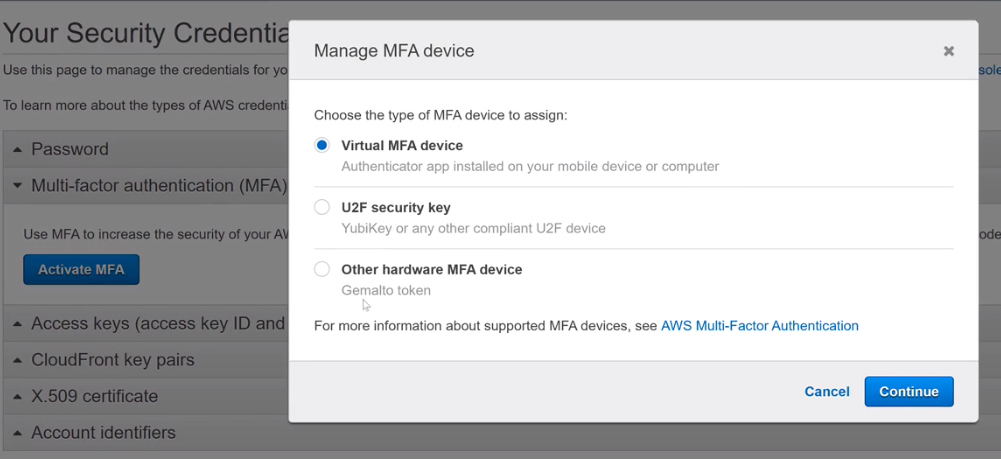 Your Security Credentia
Use this page to manage the credentials for yo
sole
To learn more about the types of AWS credenti
Password
Multi-factor authentication (MFA)
Use MFA to increase the security of your AW
ode
Activate MFA
Access keys (access key ID and
CloudFront key pairs
X.509 certificate
Account identifiers
Manage MFA device
Choose the type of MFA device to assign:
Virtual MFA device
Authenticator app installed on your mobile device or computer
U2F security key
YubiKey or any other compliant U2F device
Other hardware MFA device
Gemalto token
For more information about supported MFA devices, see AWS Multi-Factor Authentication
Cancel
Continue